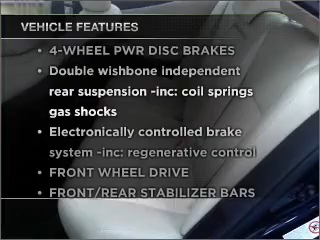 VEHICLE FEATURES
• 4-WHEEL PWR DISC BRAKES
• Double wishbone independent
rear suspension -inc: coil springs
gas shocks
• Electronically controlled brake
system -inc: regenerative control
• FRONT WHEEL DRIVE
• FRONT/REAR STABILIZER BARS